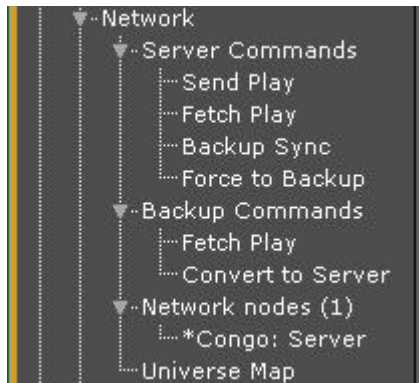 Network
Server Commands
Send Play
Fetch Play
Backup Sync
Force to Backup
Backup Commands
Fetch Play
Convert to Server
Network nodes (1)
*Congo: Server
Universe Map